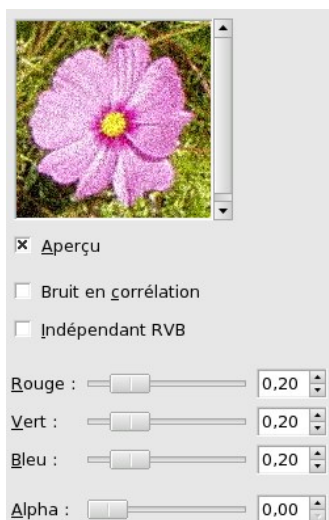 Aperçu
Bruit en corrélation
Indépendant RVB
Rouge : 0,20
Vert : 0,20
Bleu : 0,20
Alpha : 0,00